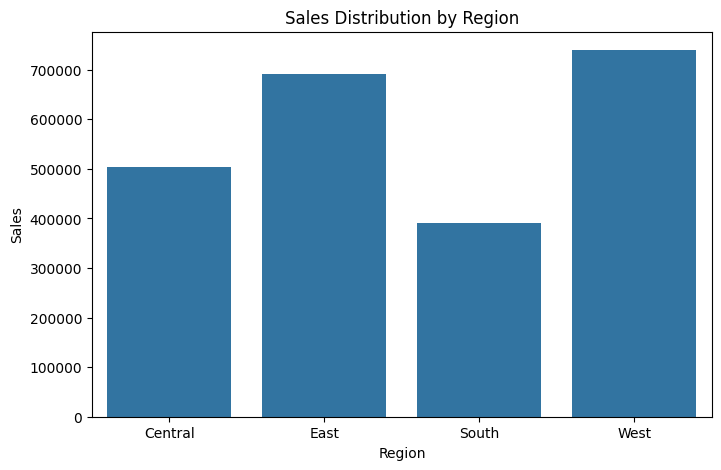 Sales Distribution by Region
Sales
700000
600000
500000
400000
300000
200000
100000
0
Central East South West
Region